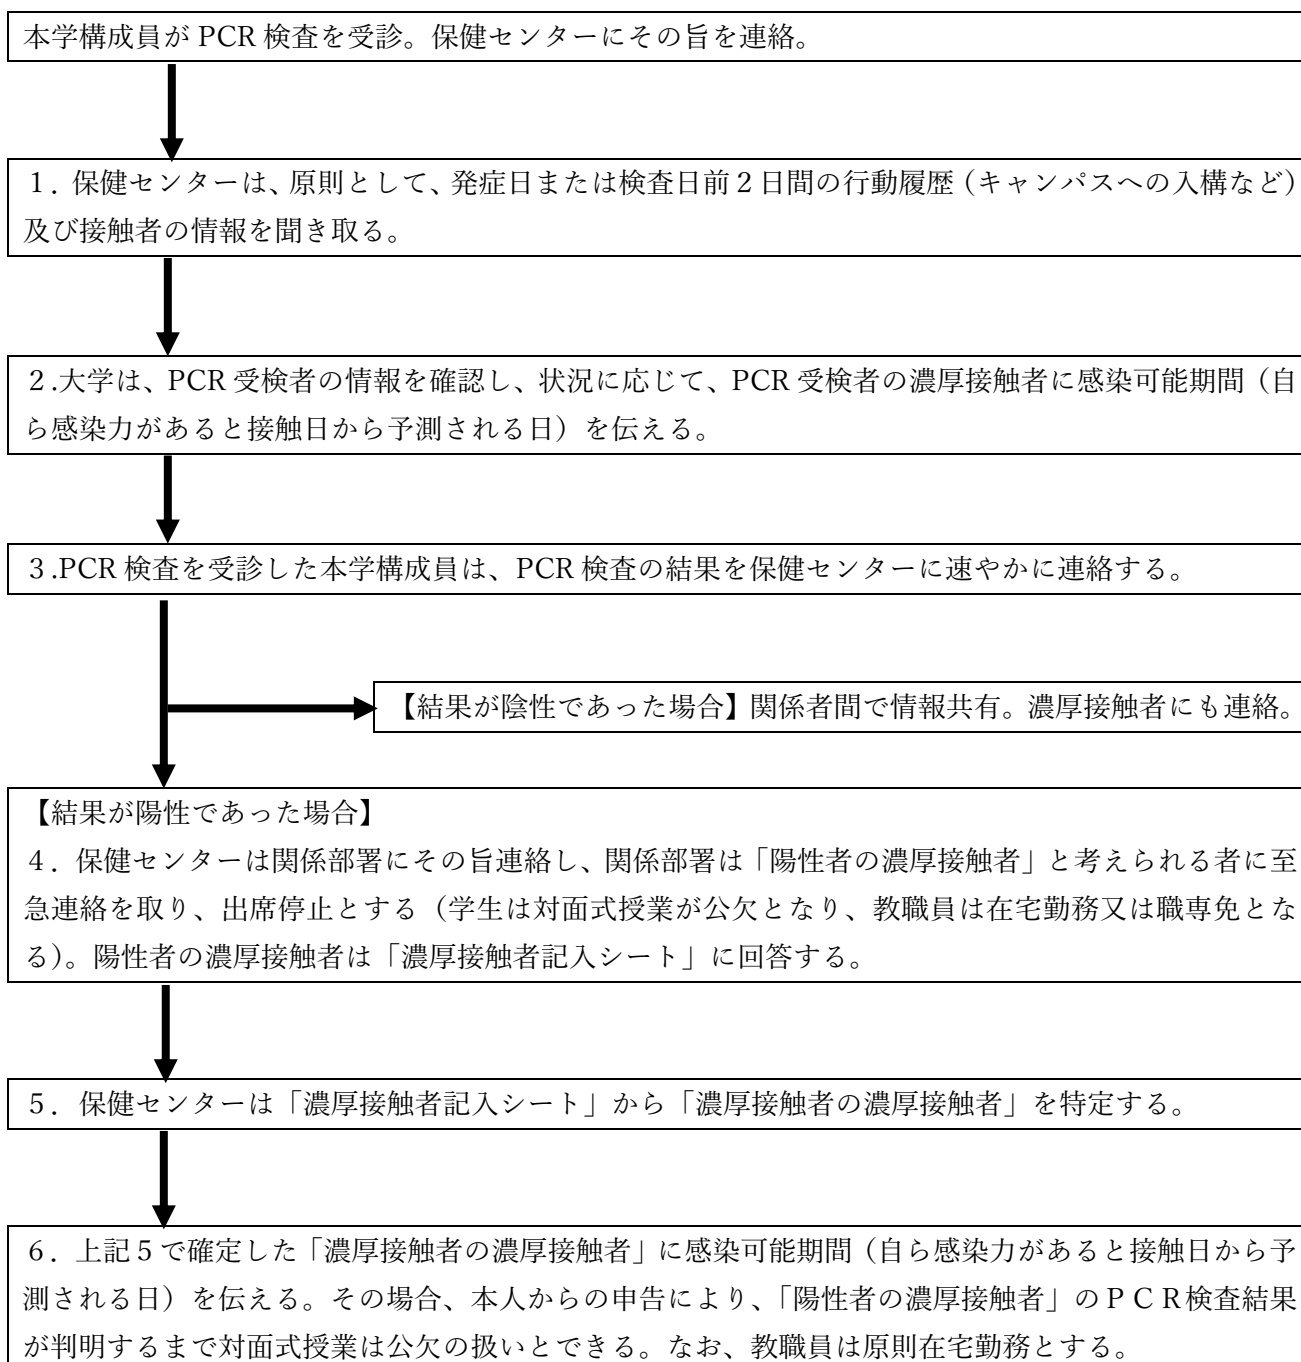 本学構成員が PCR 検査を受診。保健センターにその旨を連絡。
１．保健センターは、原則として、発症日または検査日前２日間の行動履歴（キャンパスへの入構など）
及び接触者の情報を聞き取る。
２.大学は、PCR 受検者の情報を確認し、状況に応じて、PCR 受検者の濃厚接触者に感染可能期間（自
ら感染力があると接触日から予測される日）を伝える。
３.PCR 検査を受診した本学構成員は、PCR 検査の結果を保健センターに速やかに連絡する。
【結果が陰性であった場合】関係者間で情報共有。濃厚接触者にも連絡。
【結果が陽性であった場合】
４．保健センターは関係部署にその旨連絡し、関係部署は「陽性者の濃厚接触者」と考えられる者に至
急連絡を取り、出席停止とする（学生は対面式授業が公欠となり、教職員は在宅勤務又は職専免とな
る）。陽性者の濃厚接触者は「濃厚接触者記入シート」に回答する。
５．保健センターは「濃厚接触者記入シート」から「濃厚接触者の濃厚接触者」を特定する。
６．上記５で確定した「濃厚接触者の濃厚接触者」に感染可能期間（自ら感染力があると接触日から予
測される日）を伝える。その場合、本人からの申告により、「陽性者の濃厚接触者」のＰＣＲ検査結果
が判明するまで対面式授業は公欠の扱いとできる。なお、教職員は原則在宅勤務とする。